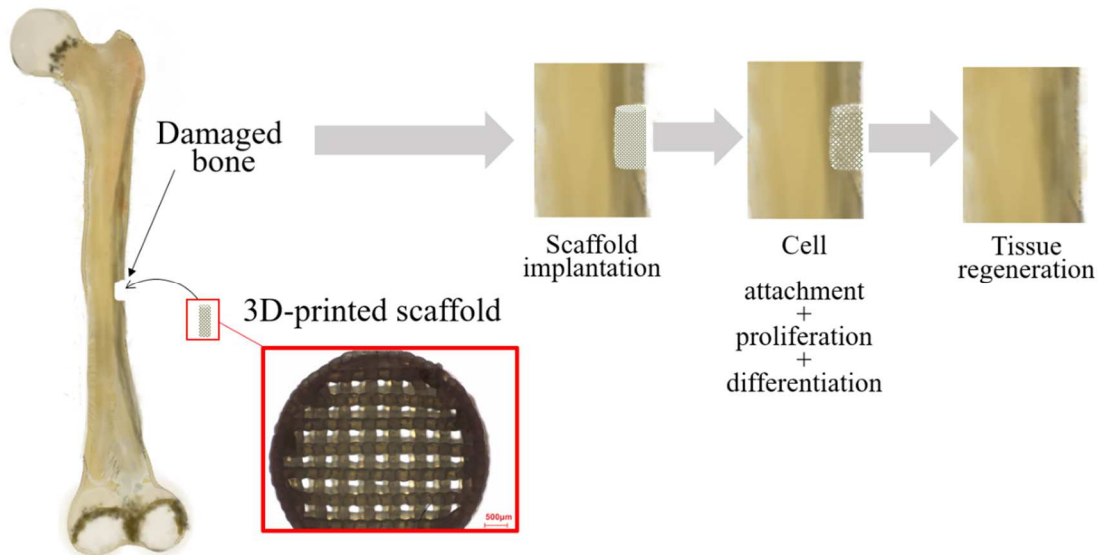 Damaged
bone
3D-printed scaffold
500μm
Scaffold
implantation
Cell
attachment
+
proliferation
+
differentiation
Tissue
regeneration